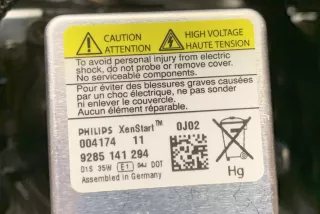 CAUTION
ATTENTION
HIGH VOLTAGE
HAUTE TENSION
To avoid personal injury from electric
shock, do not probe or remove cover.
No serviceable components.
Pour éviter des blessures graves causées
par un choc électrique, ne pas sonder
ni enlever le couvercle.
Aucun élément réparable.
PHILIPS XenStart™ 0J02
004174 11
9285 141 294
D1S 35W E1 DOT
Assembled in Germany
Hg